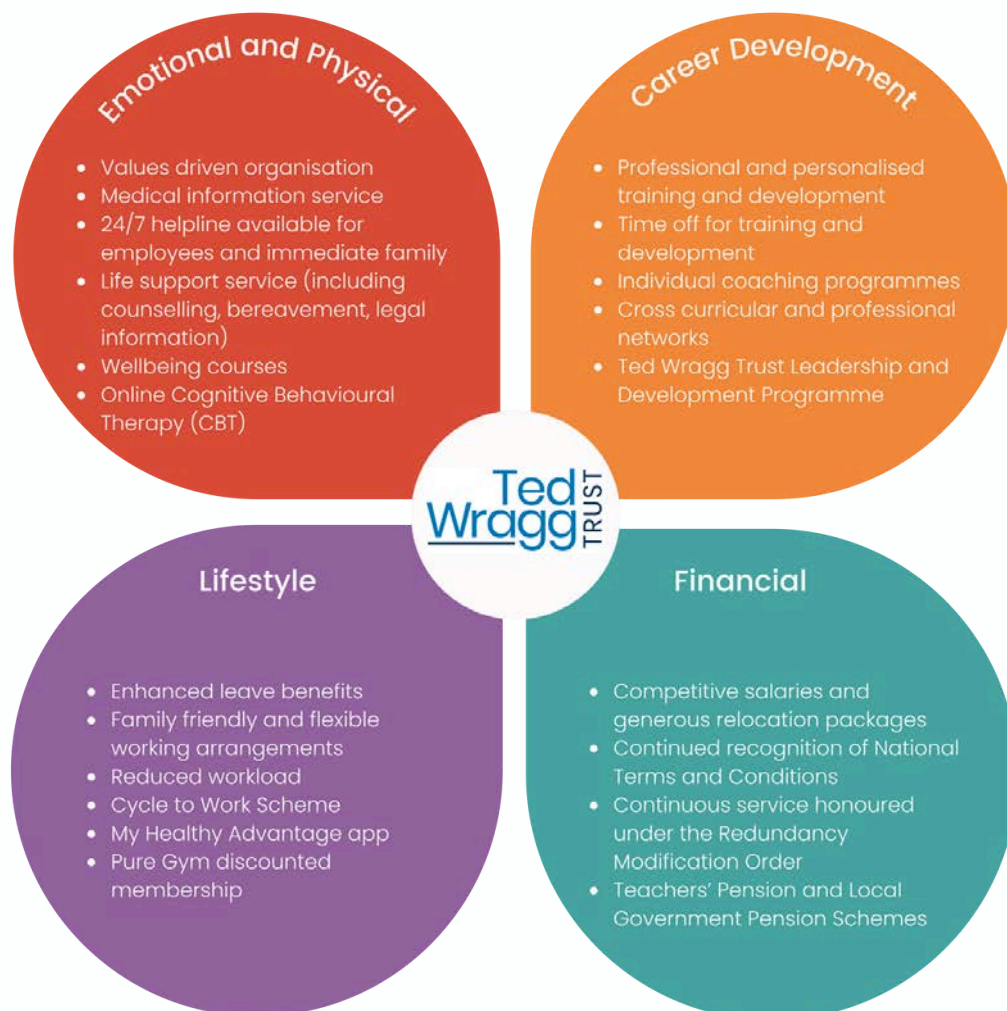 Emotional and Physical
• Values driven organisation
• Medical information service
• 24/7 helpline available for
employees and immediate family
• Life support service (including
counselling, bereavement, legal
information)
• Wellbeing courses
• Online Cognitive Behavioural
Therapy (CBT)
Career Development
• Professional and personalised
training and development
• Time off for training and
development
• Individual coaching programmes
• Cross curricular and professional
networks
• Ted Wragg Trust Leadership and
Development Programme
Ted
Wragg
TRUST
Lifestyle
• Enhanced leave benefits
• Family friendly and flexible
working arrangements
• Reduced workload
• Cycle to Work Scheme
• My Healthy Advantage app
• Pure Gym discounted
membership
Financial
• Competitive salaries and
generous relocation packages
• Continued recognition of National
Terms and Conditions
• Continuous service honoured
under the Redundancy
Modification Order
• Teachers’ Pension and Local
Government Pension Schemes